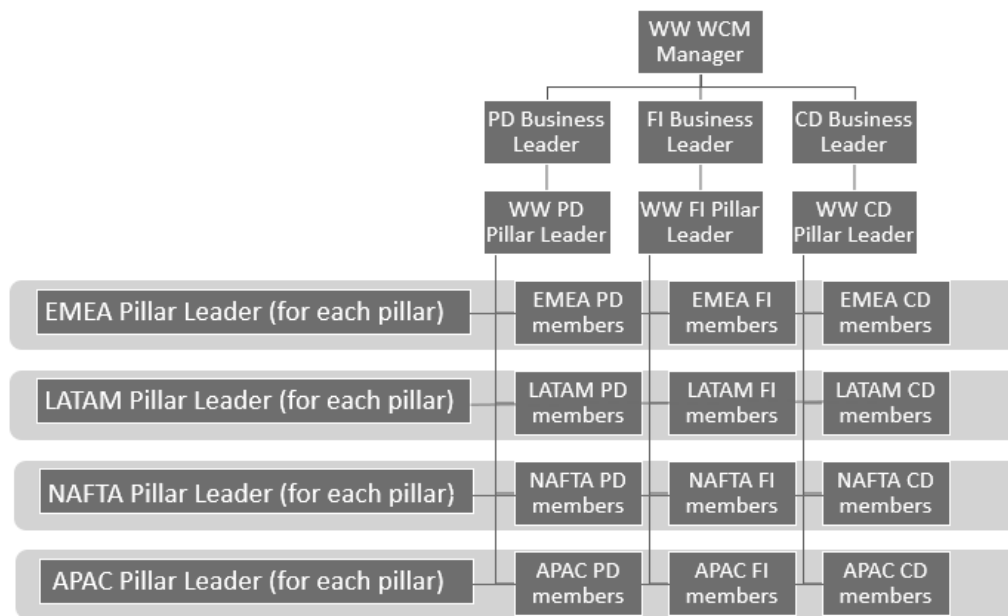 WW WCM
Manager
PD Business
Leader
FI Business
Leader
CD Business
Leader
WW PD
Pillar Leader
WW FI Pillar
Leader
WW CD
Pillar Leader
EMEA Pillar Leader (for each pillar)
EMEA PD
members
EMEA FI
members
EMEA CD
members
LATAM Pillar Leader (for each pillar)
LATAM PD
members
LATAM FI
members
LATAM CD
members
NAFTA Pillar Leader (for each pillar)
NAFTA PD
members
NAFTA FI
members
NAFTA CD
members
APAC Pillar Leader (for each pillar)
APAC PD
members
APAC FI
members
APAC CD
members